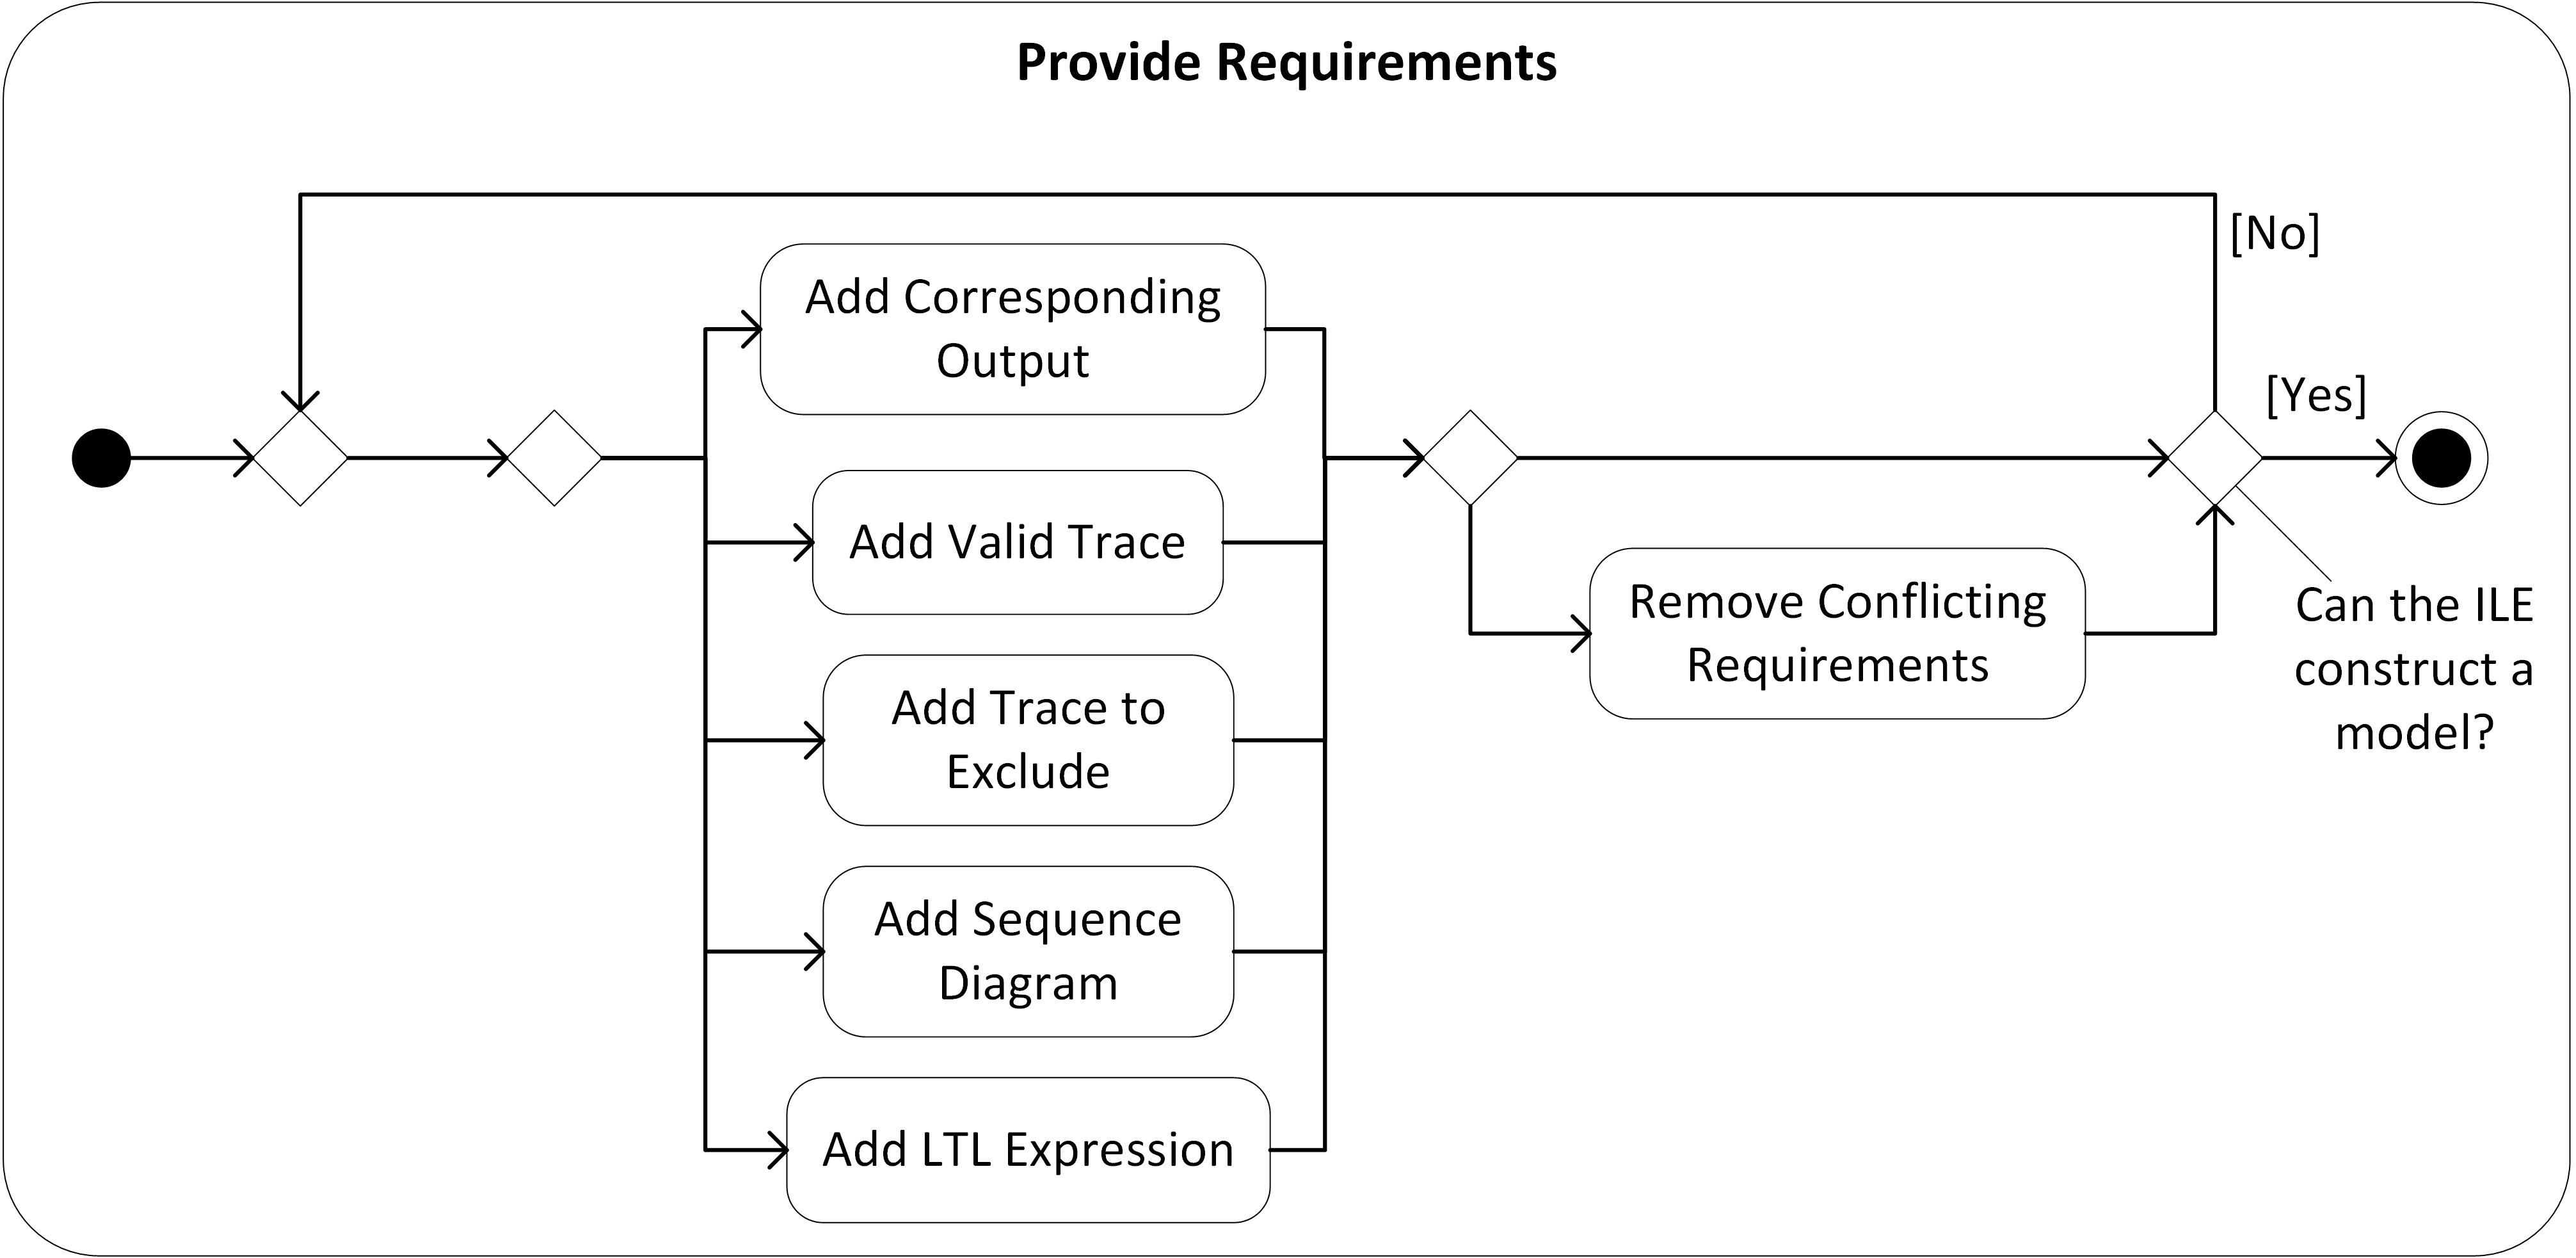 Provide Requirements
[No]
Add Corresponding
Output
[Yes]
Add Valid Trace
Remove Conflicting
Requirements
Can the ILE
construct a
model?
Add Trace to
Exclude
Add Sequence
Diagram
Add LTL Expression